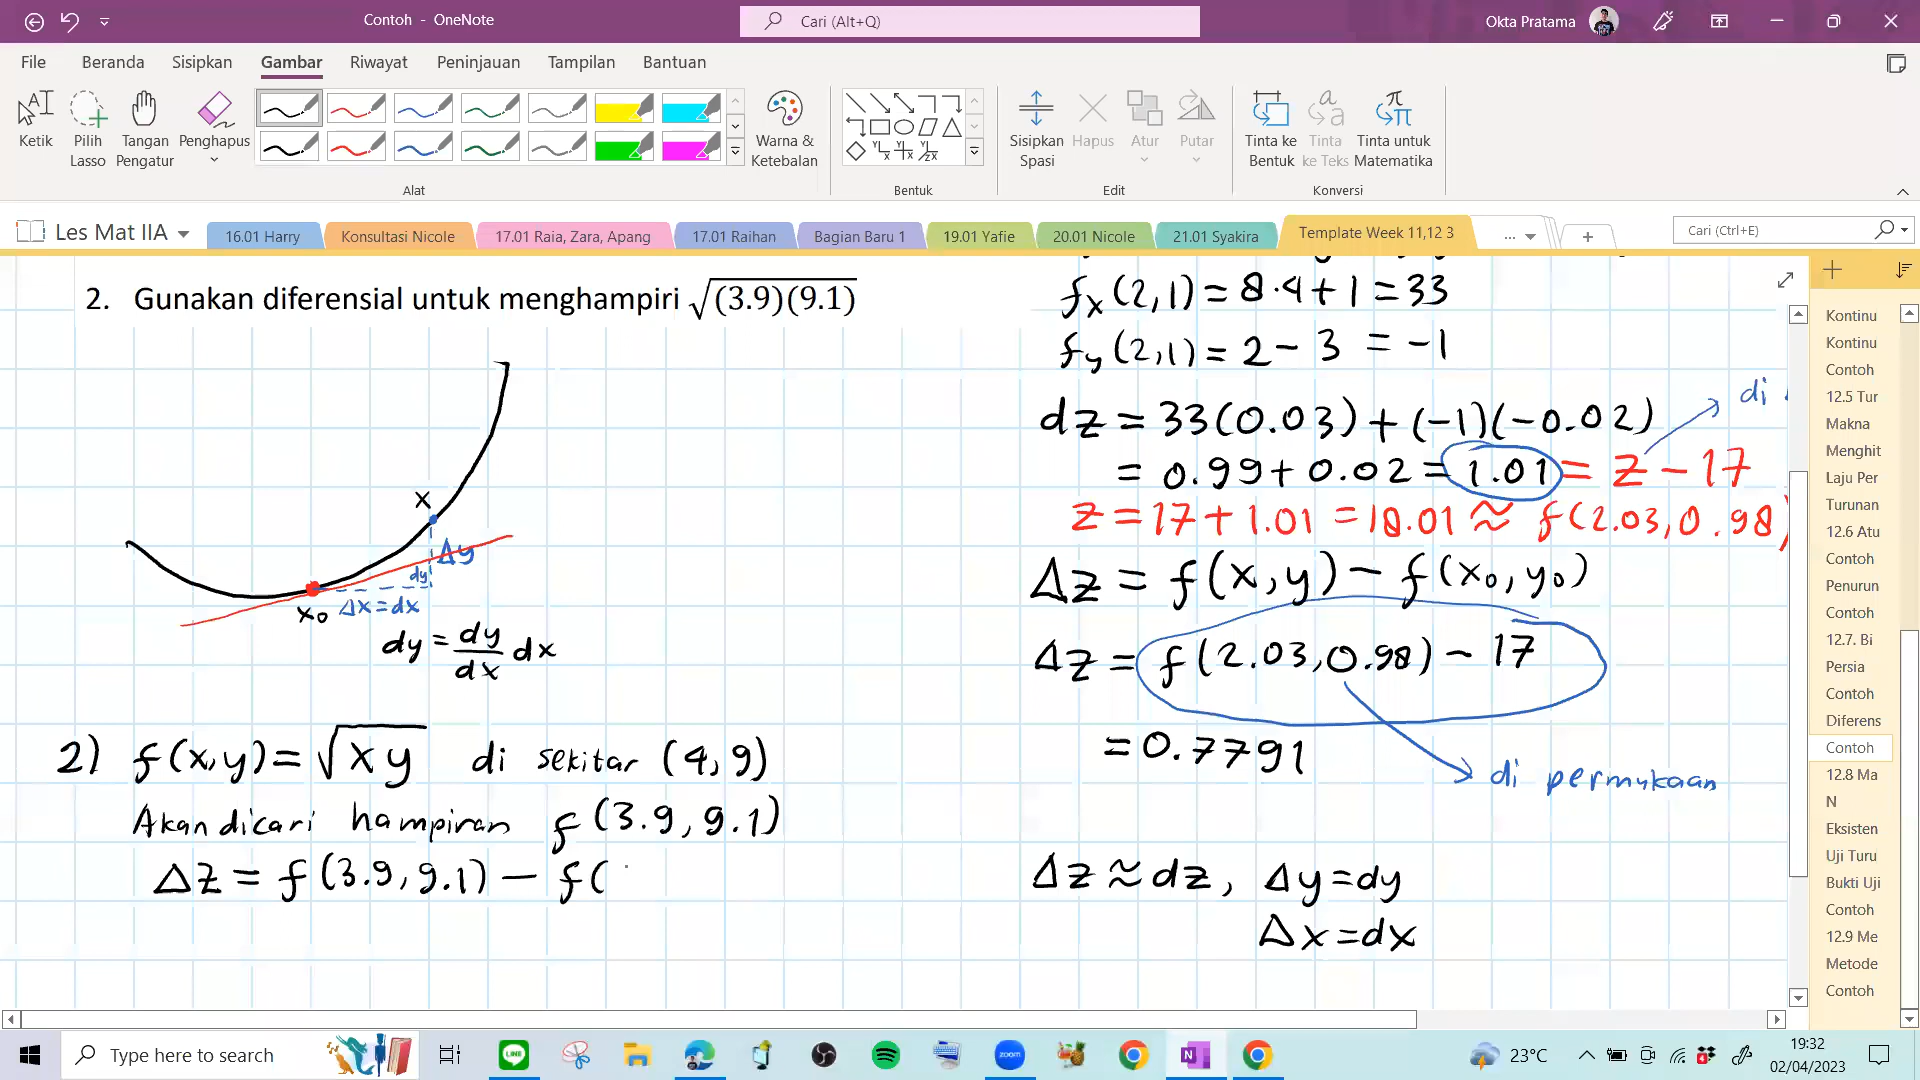 Contoh - OneNote
Cari (Alt+Q)
Okta Pratama
File Beranda Sisipkan Gambar Riwayat Peninjauan Tampilan Bantuan
Ketik
Pilih Lasso
Tangan Pengatur
Penghapus
Warna & Ketebalan
Sisipkan Spasi
Hapus
Atur
Putar
Tinta ke Bentuk
Tinta ke Teks
Tinta untuk Matematika
Alat
Bentuk
Edit
Konversi
Les Mat IIA
16.01 Harry
Konsultasi Nicole
17.01 Raia, Zara, Apang
17.01 Raihan
Bagian Baru 1
19.01 Yafie
20.01 Nicole
21.01 Syakira
Template Week 11,12 3
...
Cari (Ctrl+E)
2. Gunakan diferensial untuk menghampiri √(3.9)(9.1)
x
Δy
dy
Δx=dx
x₀
dy = dy/dx dx
2) f(x,y)= √xy di sekitar (4,9)
Akan dicari hampiran f(3.9,9.1)
Δz = f(3.9,9.1) − f(
fx(2,1) = 8·4+1 = 33
fy(2,1) = 2 − 3 = −1
dz = 33(0.03) + (−1)(−0.02)
di
= 0.99 + 0.02 = 1.01 = z − 17
z = 17 + 1.01 = 18.01 ≈ f(2.03,0.98)
Δz = f(x,y) − f(x₀,y₀)
Δz = f(2.03,0.98) − 17
= 0.7791
di permukaan
Δz ≈ dz, Δy = dy
Δx = dx
Kontinu
Kontinu
Contoh
12.5 Tur
Makna
Menghit
Laju Per
Turunan
12.6 Atu
Contoh
Penurun
Contoh
12.7. Bi
Persia
Contoh
Diferens
Contoh
12.8 Ma
N
Eksisten
Uji Turu
Bukti Uji
Contoh
12.9 Me
Metode
Contoh
Type here to search
LINE
zoom
N
23°C
19:32
02/04/2023